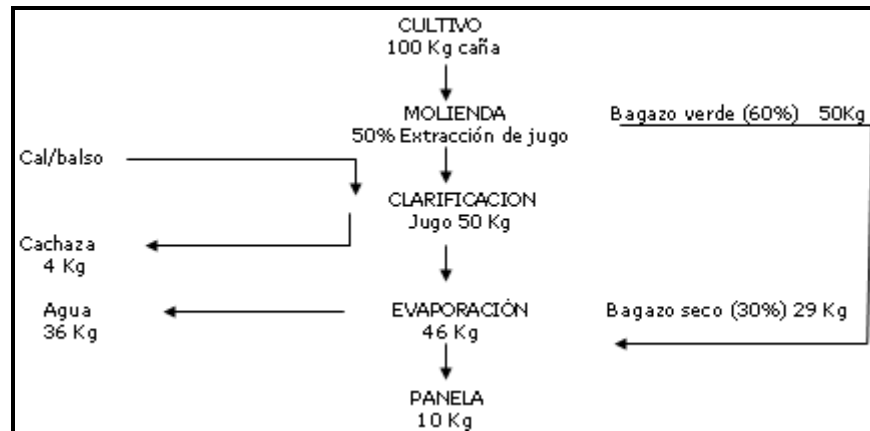 CULTIVO
100 Kg caña
MOLIENDA
50% Extracción de jugo
Bagazo verde (60%) 50Kg
Cal/balso
CLARIFICACION
Jugo 50 Kg
Cachaza
4 Kg
Agua
36 Kg
EVAPORACIÓN
46 Kg
Bagazo seco (30%) 29 Kg
PANELA
10 Kg